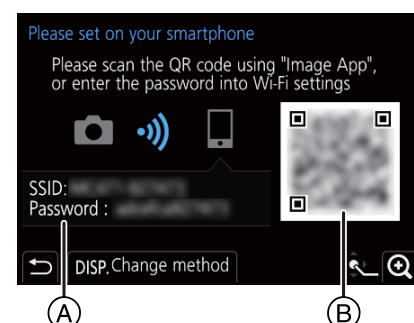 Please set on your smartphone
Please scan the QR code using "Image App",
or enter the password into Wi-Fi settings
SSID:
Password :
DISP. Change method
A
B